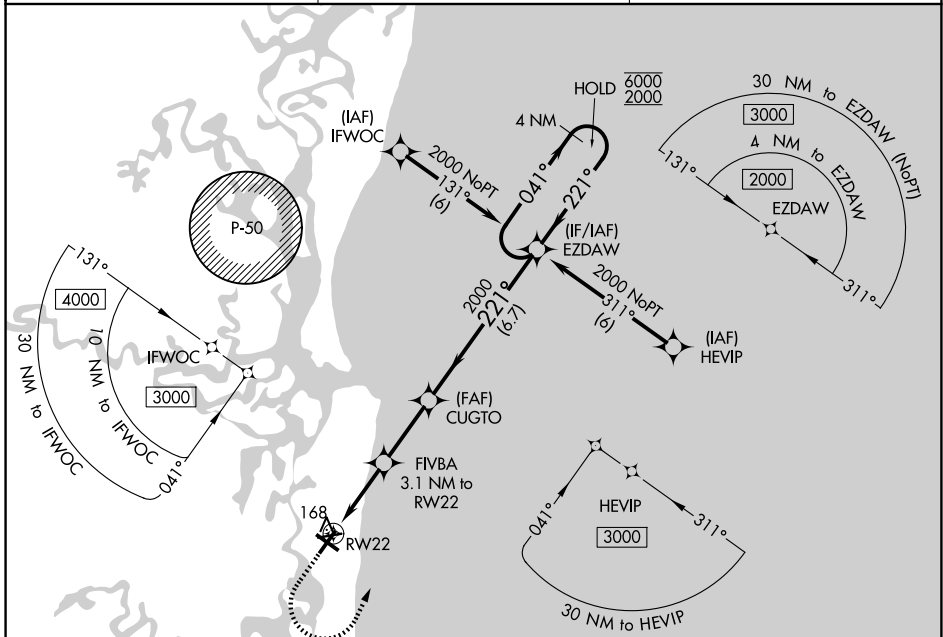 HOLD 6000
2000
4 NM
(IAF)
IFWOC
2000 NoPT
131°
(6)
041°
221°
(IF/IAF)
EZDAW
2000 NoPT
311°
(6)
(IAF)
HEVIP
2000
221°
(6.7)
(FAF)
CUGTO
FIVBA
3.1 NM to
RW22
168
RW22
P-50
30 NM to EZDAW (NoPT)
3000
4 NM to EZDAW
2000
EZDAW
131°
311°
131°
4000
10 NM to IFWOC
30 NM to IFWOC
IFWOC
3000
041°
HEVIP
3000
041°
311°
30 NM to HEVIP